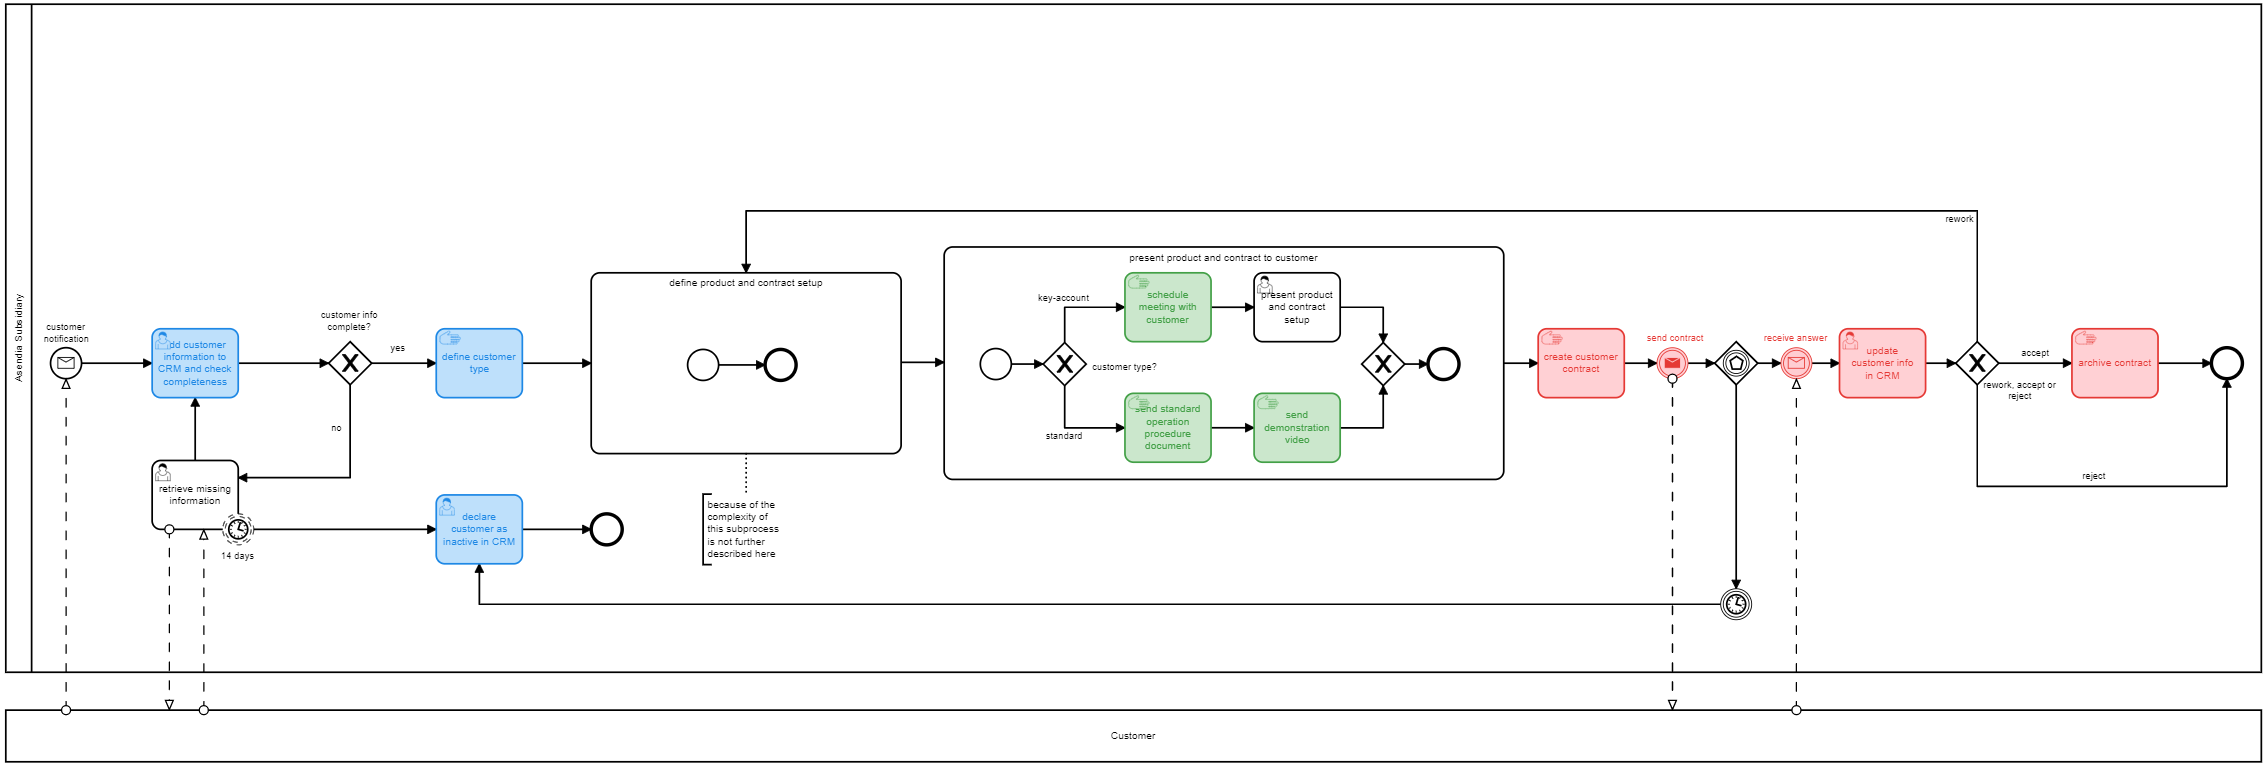 Asendia Subsidiary
customer
notification
add customer
information to
CRM and check
completeness
customer info
complete?
yes
no
define customer
type
retrieve missing
information
14 days
declare
customer as
inactive in CRM
define product and contract setup
because of the
complexity of
this subprocess
is not further
described here
present product and contract to customer
key-account
customer type?
standard
schedule
meeting with
customer
present product
and contract
setup
send standard
operation
procedure
document
send
demonstration
video
create customer
contract
send contract
receive answer
update
customer info
in CRM
rework
accept
rework, accept or
reject
reject
archive contract
Customer